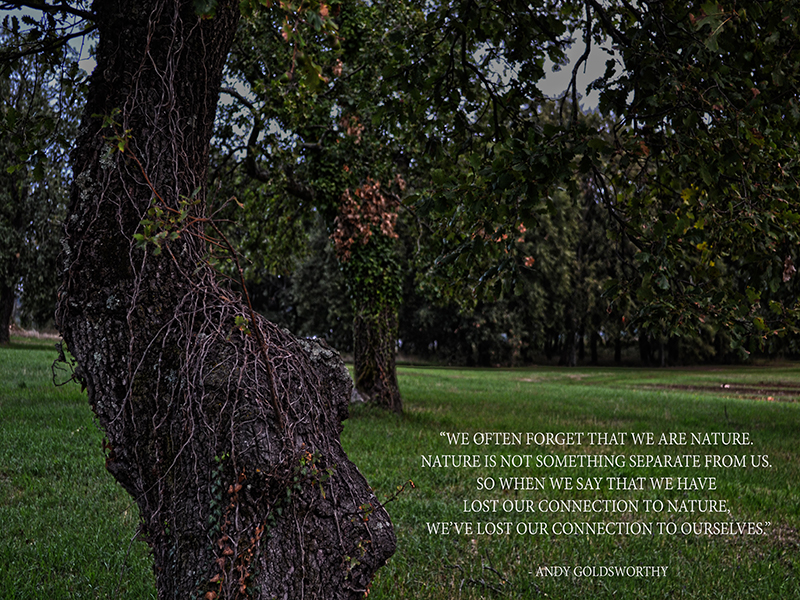 “WE OFTEN FORGET THAT WE ARE NATURE.
NATURE IS NOT SOMETHING SEPARATE FROM US.
SO WHEN WE SAY THAT WE HAVE
LOST OUR CONNECTION TO NATURE,
WE’VE LOST OUR CONNECTION TO OURSELVES.”
- ANDY GOLDSWORTHY